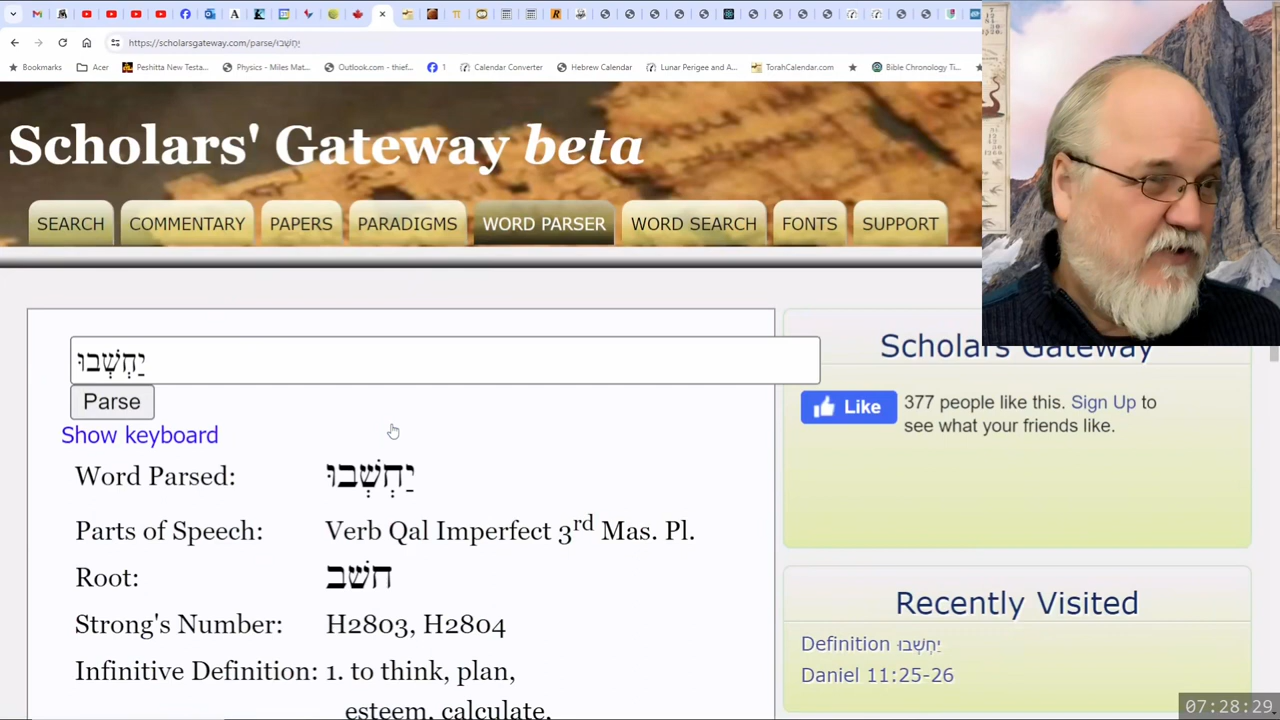 https://scholarsgateway.com/parse/יַחְשְׁבוּ
Bookmarks Acer Peshitta New Testa... Physics - Miles Mat... Outlook.com - thief... Calendar Converter Hebrew Calendar Lunar Perigee and A... TorahCalendar.com Bible Chronology Ti...
Scholars' Gateway beta
SEARCH COMMENTARY PAPERS PARADIGMS WORD PARSER WORD SEARCH FONTS SUPPORT
יַחְשְׁבוּ
Parse
Show keyboard
Word Parsed: יַחְשְׁבוּ
Parts of Speech: Verb Qal Imperfect 3rd Mas. Pl.
Root: חשׁב
Strong's Number: H2803, H2804
Infinitive Definition: 1. to think, plan,
esteem, calculate,
Scholars Gateway
Like 377 people like this. Sign Up to
see what your friends like.
Recently Visited
Definition יַחְשְׁבוּ
Daniel 11:25-26
07:28:29